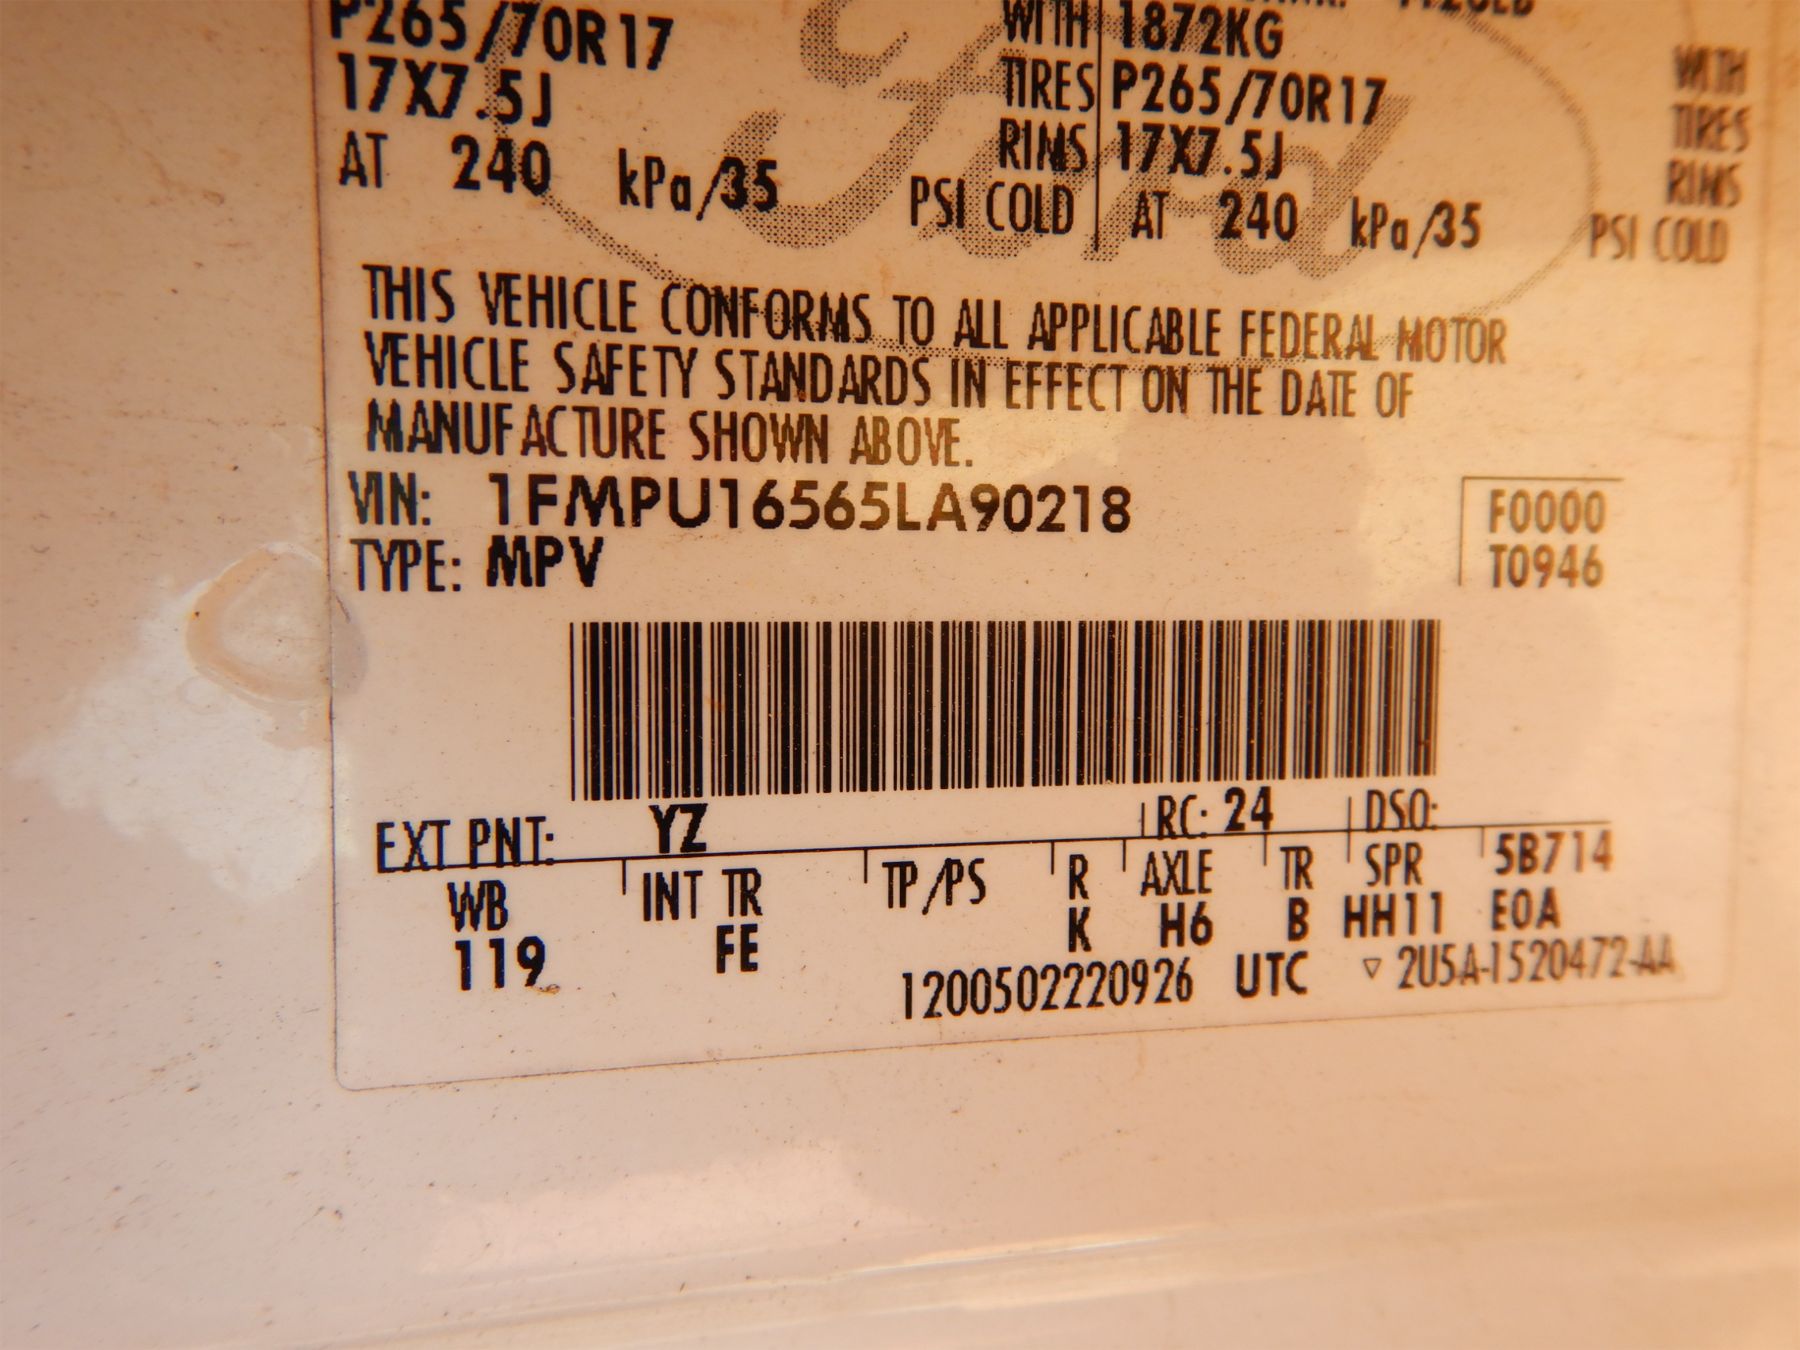 P265/70R17 WITH 1872KG WITH
17X7.5J TIRES P265/70R17 TIRES
RIMS 17X7.5J RIMS
AT 240 kPa/35 PSI COLD AT 240 kPa/35 PSI COLD
Ford
THIS VEHICLE CONFORMS TO ALL APPLICABLE FEDERAL MOTOR
VEHICLE SAFETY STANDARDS IN EFFECT ON THE DATE OF
MANUFACTURE SHOWN ABOVE.
VIN: 1FMPU16565LA90218 F0000
TYPE: MPV T0946
EXT PNT: YZ RC: 24 DSO:
WB INT TR TP/PS R AXLE TR SPR 5B714
119 FE K H6 B HH11 E0A
1200502220926 UTC ▽ 2U5A-1520472-AA